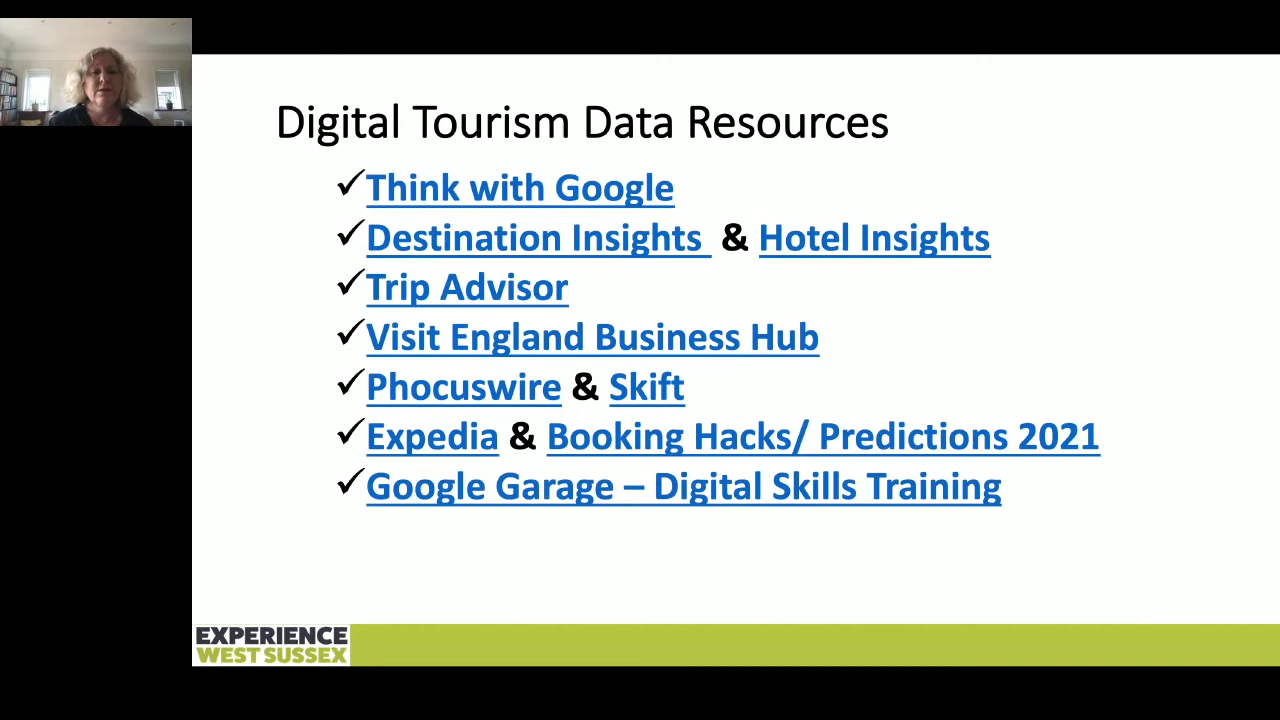 Digital Tourism Data Resources
✓Think with Google
✓Destination Insights & Hotel Insights
✓Trip Advisor
✓Visit England Business Hub
✓Phocuswire & Skift
✓Expedia & Booking Hacks/ Predictions 2021
✓Google Garage – Digital Skills Training
EXPERIENCE
WEST SUSSEX